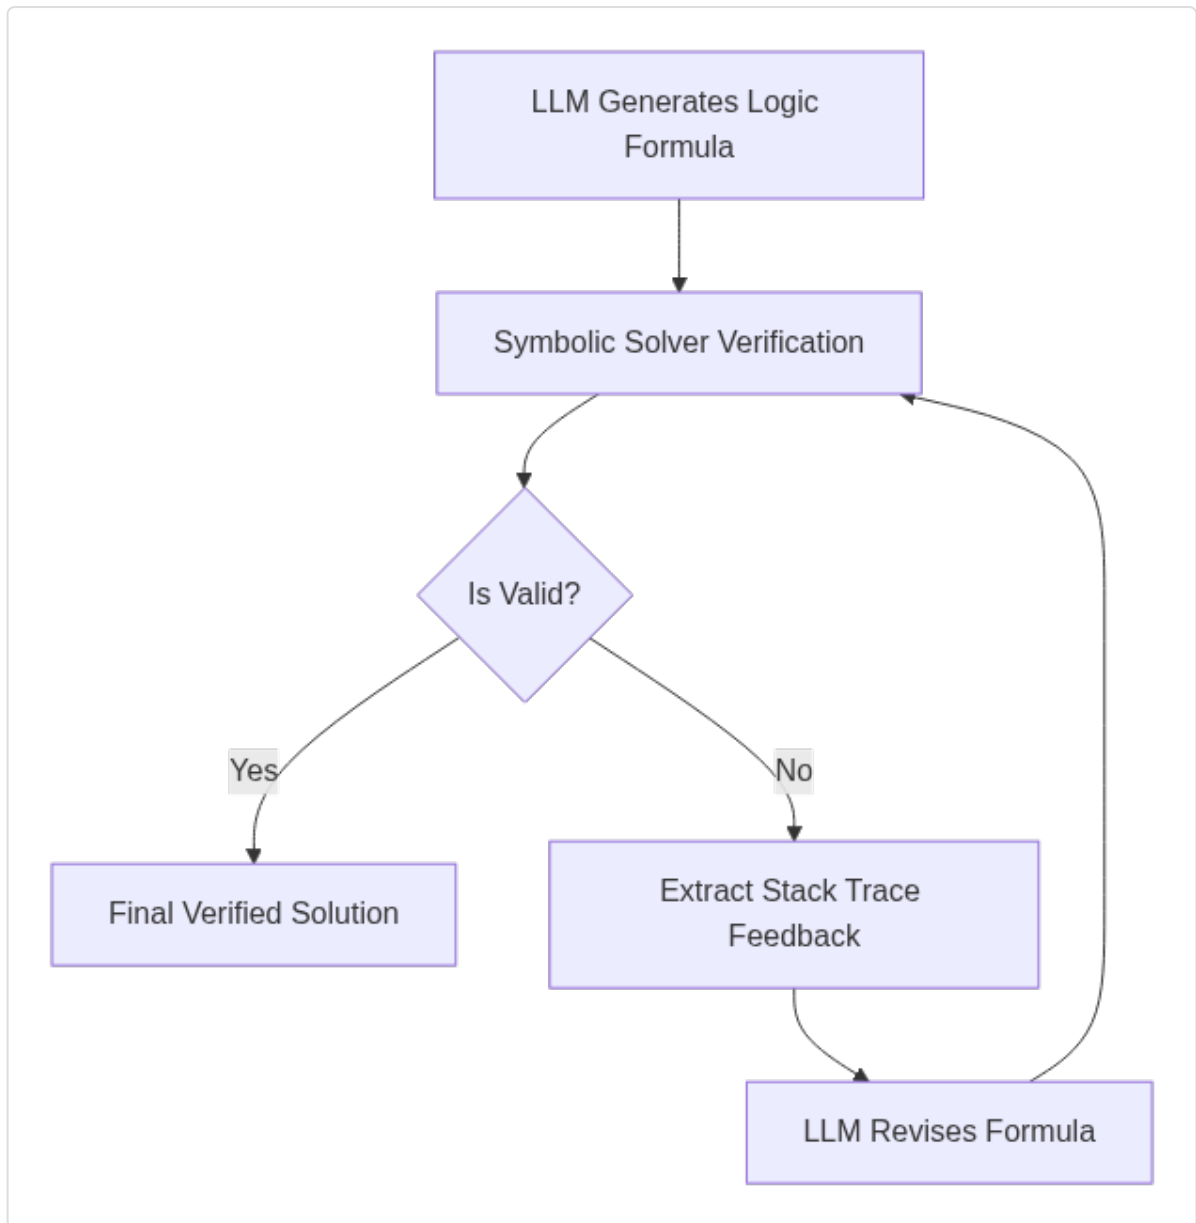 LLM Generates Logic
Formula
Symbolic Solver Verification
Is Valid?
Yes
No
Final Verified Solution
Extract Stack Trace
Feedback
LLM Revises Formula